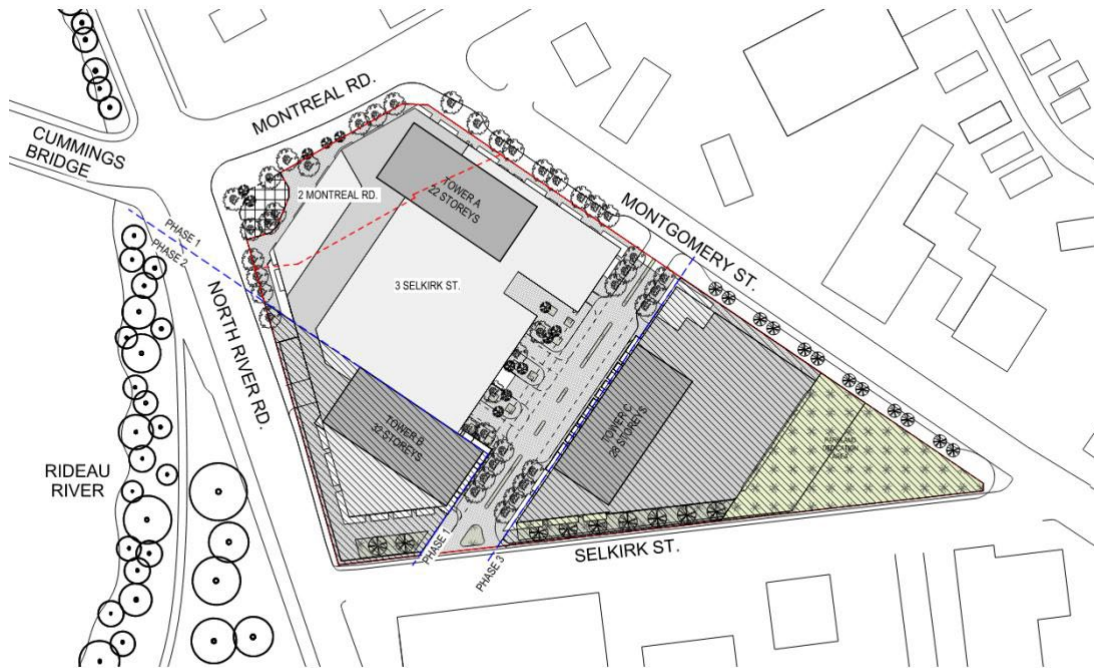 MONTREAL RD.
CUMMINGS
BRIDGE
TOWER A
22 STOREYS
2 MONTREAL RD.
PHASE 1
PHASE 2
MONTGOMERY ST.
3 SELKIRK ST.
NORTH RIVER RD.
TOWER B
32 STOREYS
TOWER C
28 STOREYS
RIDEAU
RIVER
PHASE 1
PHASE 3
SELKIRK ST.